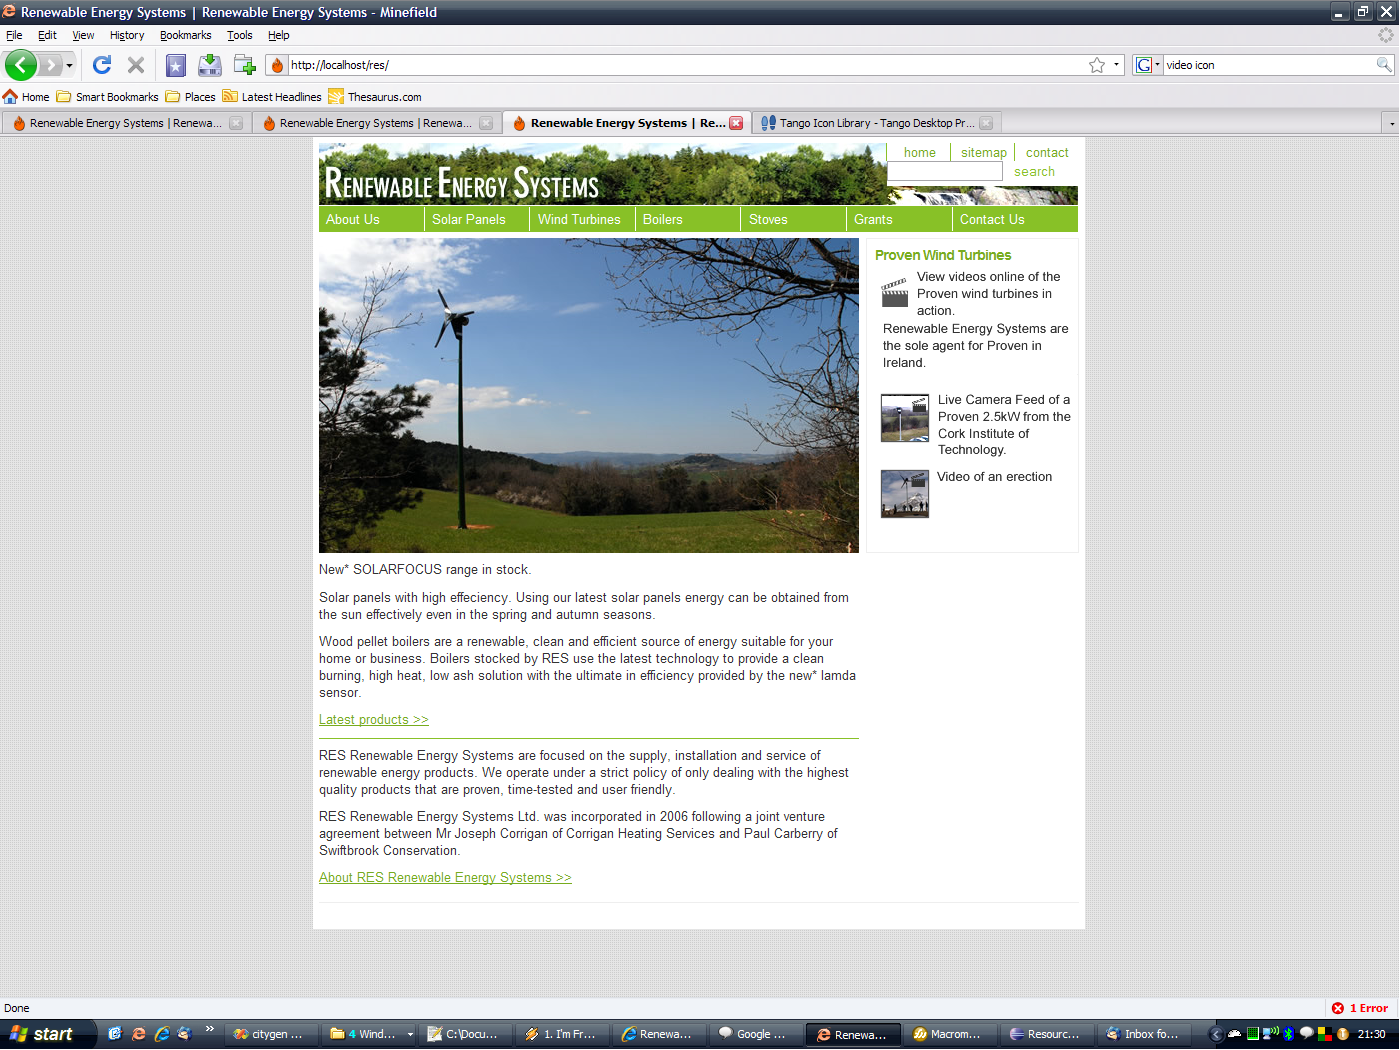 Renewable Energy Systems | Renewable Energy Systems - Minefield
File Edit View History Bookmarks Tools Help
http://localhost/res/
G video icon
Home Smart Bookmarks Places Latest Headlines Thesaurus.com
Renewable Energy Systems | Renewa... Renewable Energy Systems | Renewa... Renewable Energy Systems | Re... Tango Icon Library - Tango Desktop Pr...
home sitemap contact
RENEWABLE ENERGY SYSTEMS
search
About Us Solar Panels Wind Turbines Boilers Stoves Grants Contact Us
Proven Wind Turbines
View videos online of the
Proven wind turbines in
action.
Renewable Energy Systems are
the sole agent for Proven in
Ireland.
Live Camera Feed of a
Proven 2.5kW from the
Cork Institute of
Technology.
Video of an erection
New* SOLARFOCUS range in stock.
Solar panels with high effeciency. Using our latest solar panels energy can be obtained from
the sun effectively even in the spring and autumn seasons.
Wood pellet boilers are a renewable, clean and efficient source of energy suitable for your
home or business. Boilers stocked by RES use the latest technology to provide a clean
burning, high heat, low ash solution with the ultimate in efficiency provided by the new* lamda
sensor.
Latest products >>
RES Renewable Energy Systems are focused on the supply, installation and service of
renewable energy products. We operate under a strict policy of only dealing with the highest
quality products that are proven, time-tested and user friendly.
RES Renewable Energy Systems Ltd. was incorporated in 2006 following a joint venture
agreement between Mr Joseph Corrigan of Corrigan Heating Services and Paul Carberry of
Swiftbrook Conservation.
About RES Renewable Energy Systems >>
Done
1 Error
start » citygen ... 4 Wind... C:\Docu... 1. I'm Fr... Renewa... Google ... Renewa... Macrom... Resourc... Inbox fo... 21:30